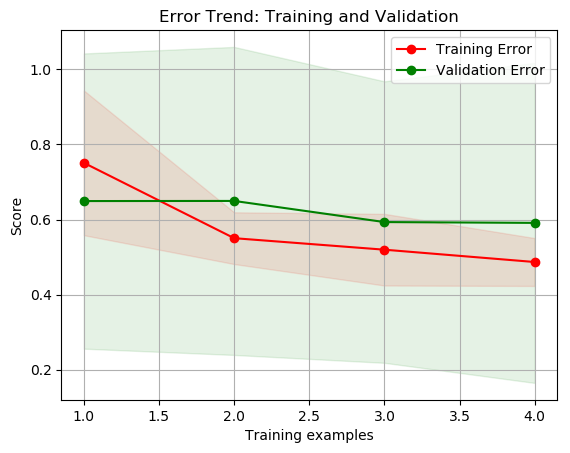 Error Trend: Training and Validation
Training Error
Validation Error
Score
1.0
0.8
0.6
0.4
0.2
1.0 1.5 2.0 2.5 3.0 3.5 4.0
Training examples